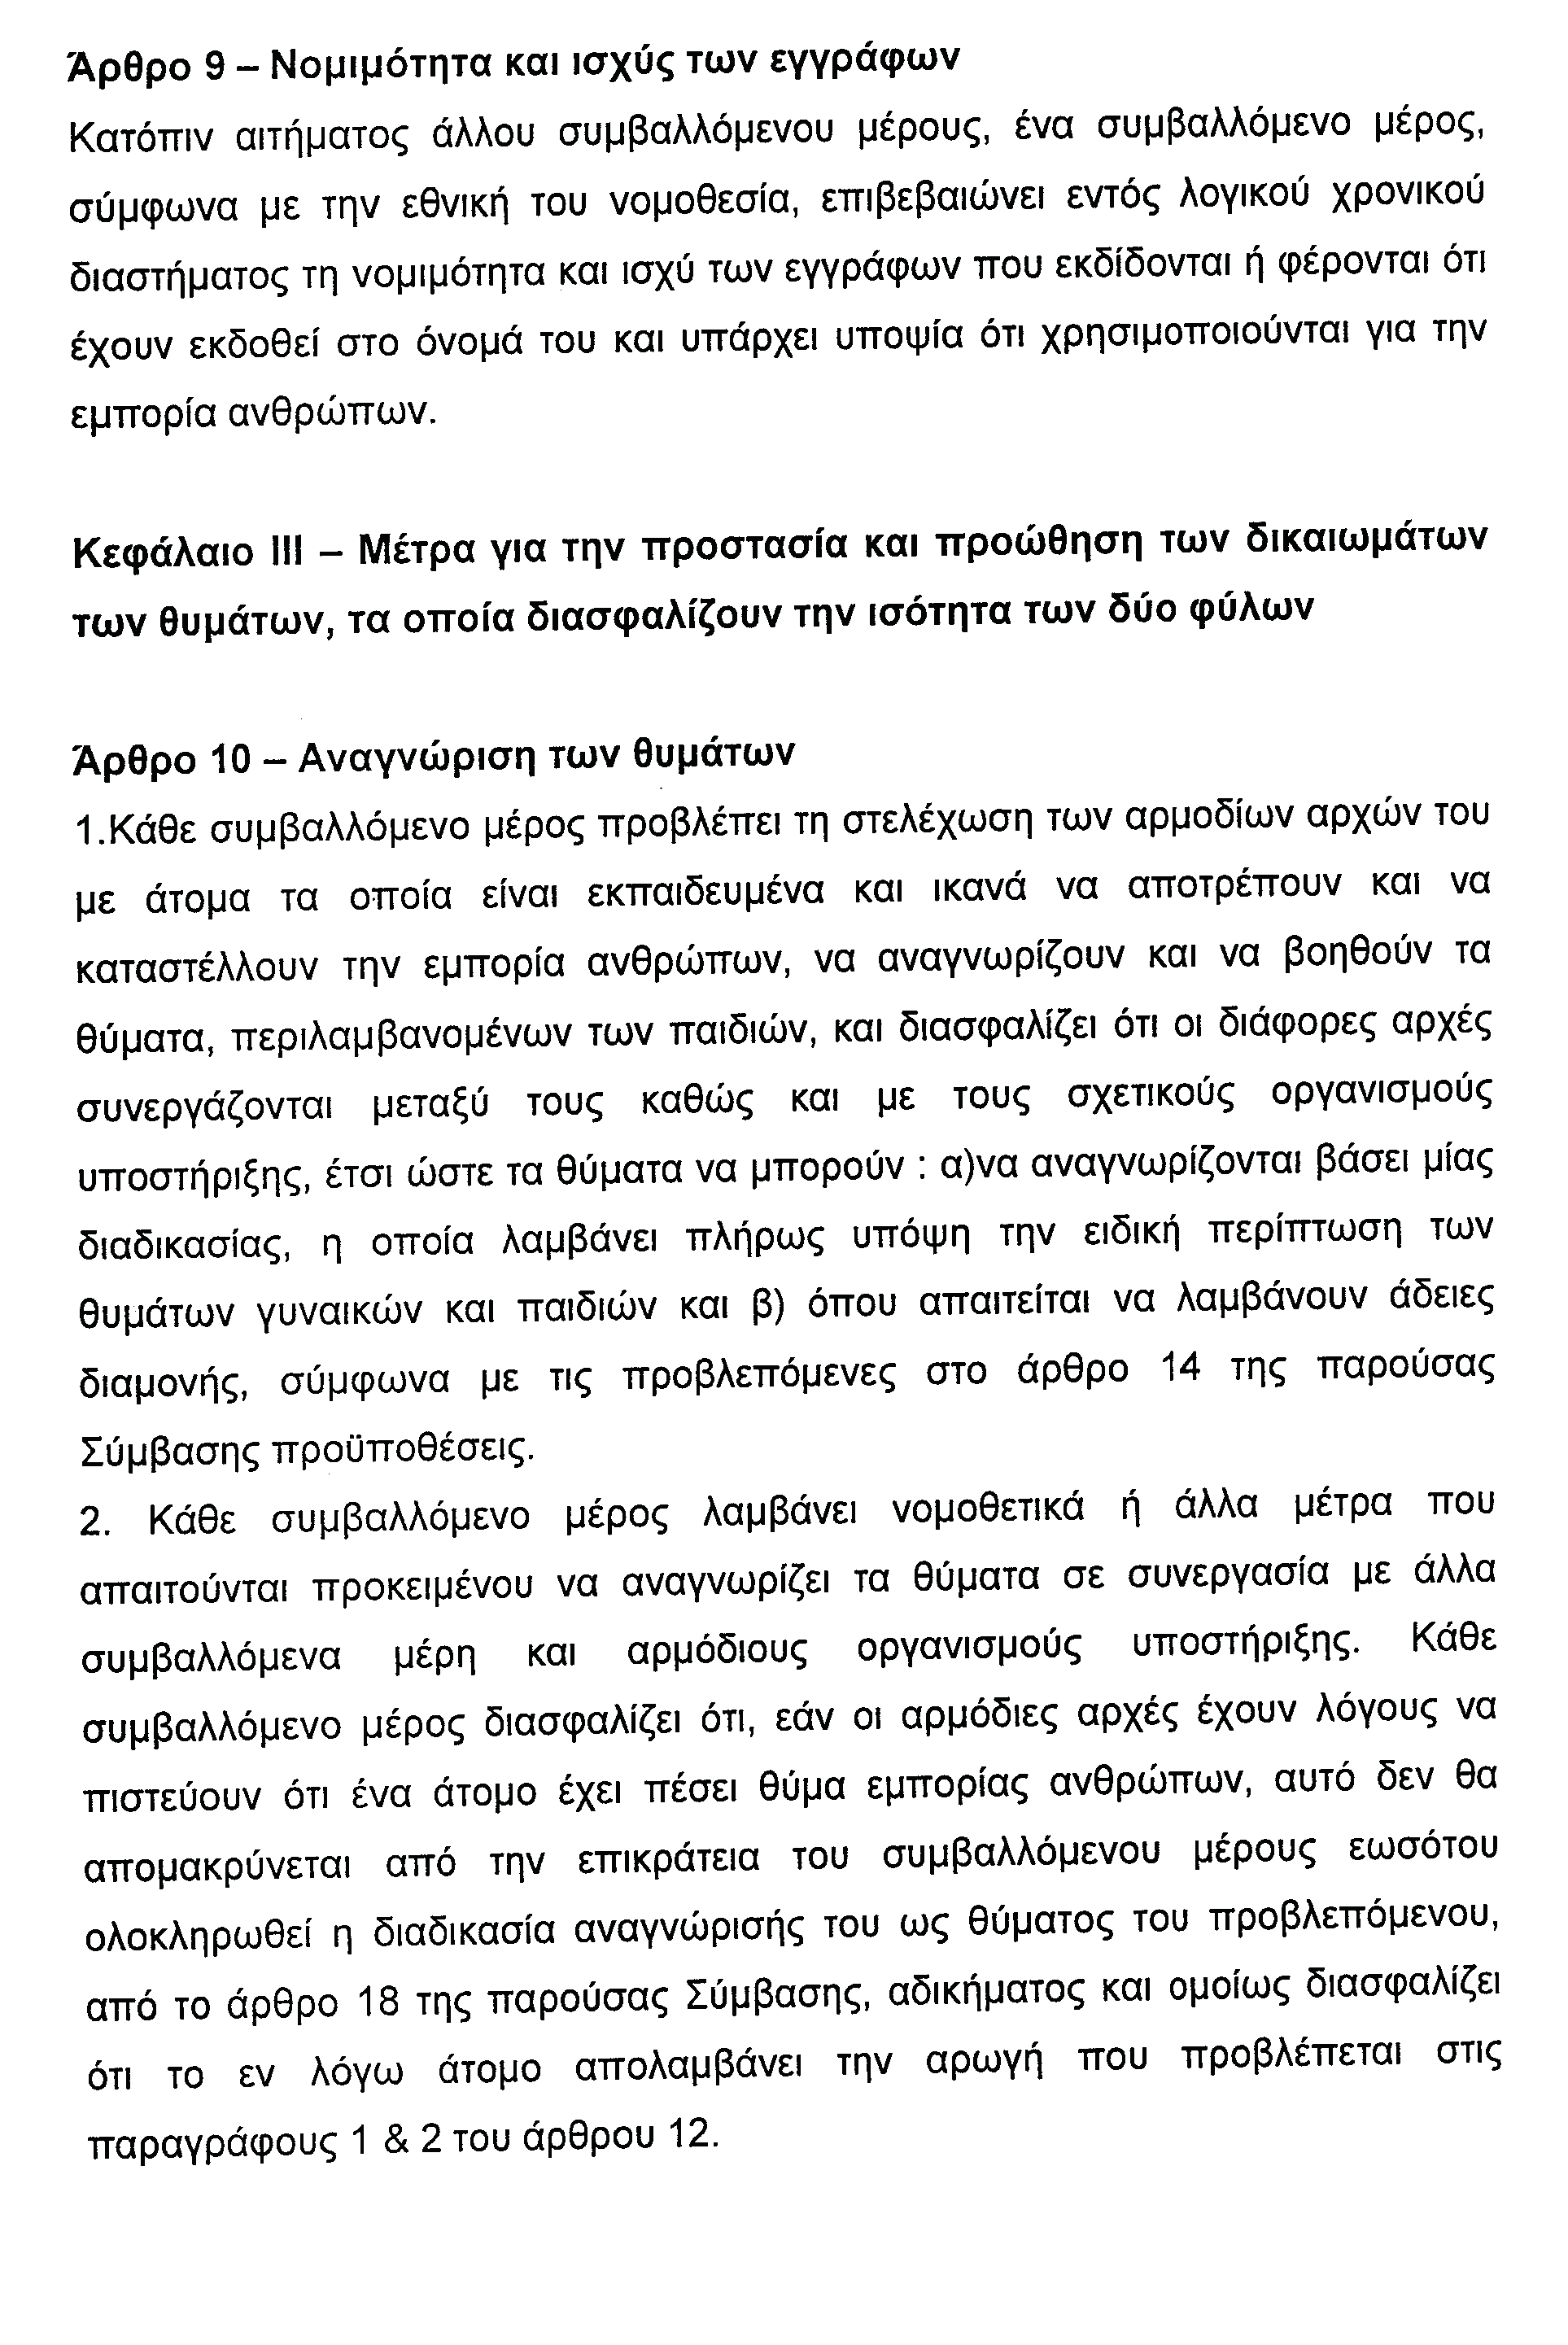 Άρθρο 9 – Νομιμότητα και ισχύς των εγγράφων
Κατόπιν αιτήματος άλλου συμβαλλόμενου μέρους, ένα συμβαλλόμενο μέρος,
σύμφωνα με την εθνική του νομοθεσία, επιβεβαιώνει εντός λογικού χρονικού
διαστήματος τη νομιμότητα και ισχύ των εγγράφων που εκδίδονται ή φέρονται ότι
έχουν εκδοθεί στο όνομά του και υπάρχει υποψία ότι χρησιμοποιούνται για την
εμπορία ανθρώπων.
Κεφάλαιο III – Μέτρα για την προστασία και προώθηση των δικαιωμάτων
των θυμάτων, τα οποία διασφαλίζουν την ισότητα των δύο φύλων
Άρθρο 10 – Αναγνώριση των θυμάτων
1.Κάθε συμβαλλόμενο μέρος προβλέπει τη στελέχωση των αρμοδίων αρχών του
με άτομα τα οποία είναι εκπαιδευμένα και ικανά να αποτρέπουν και να
καταστέλλουν την εμπορία ανθρώπων, να αναγνωρίζουν και να βοηθούν τα
θύματα, περιλαμβανομένων των παιδιών, και διασφαλίζει ότι οι διάφορες αρχές
συνεργάζονται μεταξύ τους καθώς και με τους σχετικούς οργανισμούς
υποστήριξης, έτσι ώστε τα θύματα να μπορούν : α)να αναγνωρίζονται βάσει μίας
διαδικασίας, η οποία λαμβάνει πλήρως υπόψη την ειδική περίπτωση των
θυμάτων γυναικών και παιδιών και β) όπου απαιτείται να λαμβάνουν άδειες
διαμονής, σύμφωνα με τις προβλεπόμενες στο άρθρο 14 της παρούσας
Σύμβασης προϋποθέσεις.
2. Κάθε συμβαλλόμενο μέρος λαμβάνει νομοθετικά ή άλλα μέτρα που
απαιτούνται προκειμένου να αναγνωρίζει τα θύματα σε συνεργασία με άλλα
συμβαλλόμενα μέρη και αρμόδιους οργανισμούς υποστήριξης. Κάθε
συμβαλλόμενο μέρος διασφαλίζει ότι, εάν οι αρμόδιες αρχές έχουν λόγους να
πιστεύουν ότι ένα άτομο έχει πέσει θύμα εμπορίας ανθρώπων, αυτό δεν θα
απομακρύνεται από την επικράτεια του συμβαλλόμενου μέρους εωσότου
ολοκληρωθεί η διαδικασία αναγνώρισής του ως θύματος του προβλεπόμενου,
από το άρθρο 18 της παρούσας Σύμβασης, αδικήματος και ομοίως διασφαλίζει
ότι το εν λόγω άτομο απολαμβάνει την αρωγή που προβλέπεται στις
παραγράφους 1 & 2 του άρθρου 12.